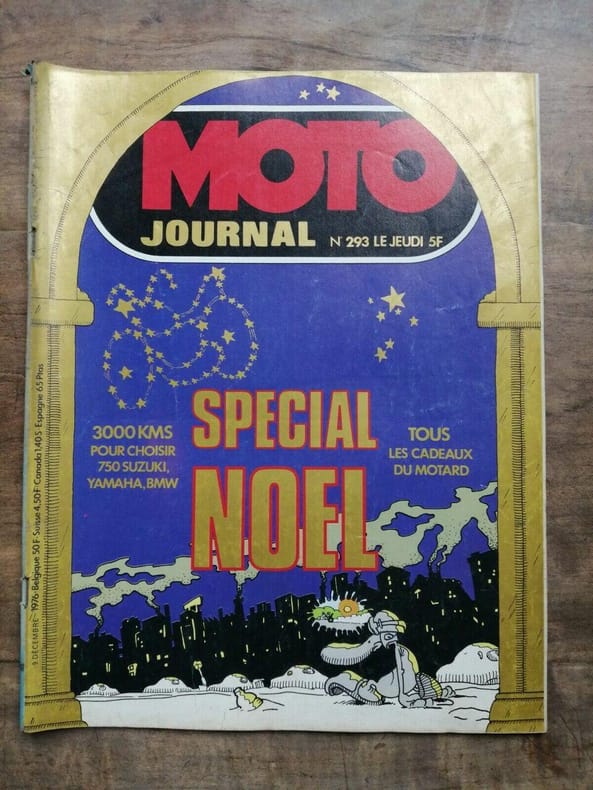 MOTO
JOURNAL N° 293 LE JEUDI 5F
SPECIAL
NOEL
3000 KMS
POUR CHOISIR
750 SUZUKI,
YAMAHA, BMW
TOUS
LES CADEAUX
DU MOTARD
9 DÉCEMBRE - 1976 - Belgique 50 F - Suisse 4,50 F - Canada 1,40 $ - Espagne 65 Ptas